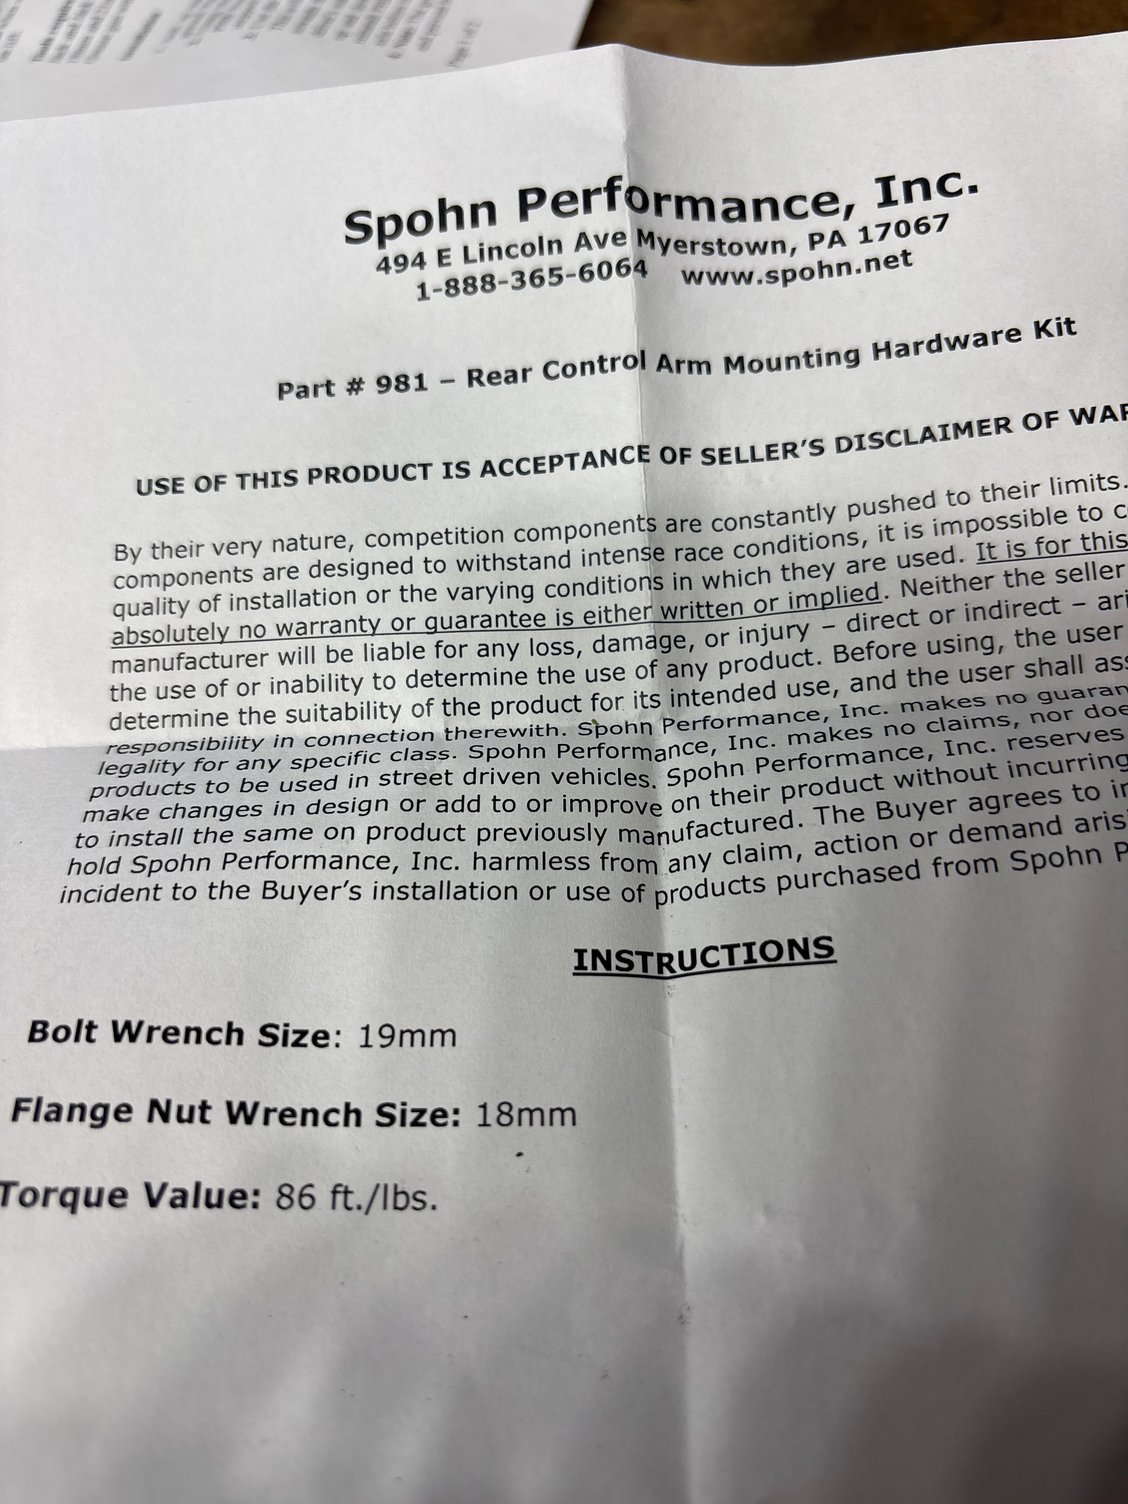 Spohn Performance, Inc.
494 E Lincoln Ave Myerstown, PA 17067
1-888-365-6064 www.spohn.net
Part # 981 – Rear Control Arm Mounting Hardware Kit
USE OF THIS PRODUCT IS ACCEPTANCE OF SELLER'S DISCLAIMER OF
By their very nature, competition components are constantly pushed to their limits.
components are designed to withstand intense race conditions, it is impossible to
quality of installation or the varying conditions in which they are used. It is for this
absolutely no warranty or guarantee is either written or implied. Neither the seller
manufacturer will be liable for any loss, damage, or injury – direct or indirect –
the use of or inability to determine the use of any product. Before using, the user
determine the suitability of the product for its intended use, and the user shall
responsibility in connection therewith. Spohn Performance, Inc. makes no
legality for any specific class. Spohn Performance, Inc. makes no claims, nor
products to be used in street driven vehicles. Spohn Performance, Inc. reserves
make changes in design or add to or improve on their product without incurring
to install the same on product previously manufactured. The Buyer agrees to
hold Spohn Performance, Inc. harmless from any claim, action or demand
incident to the Buyer's installation or use of products purchased from Spohn
INSTRUCTIONS
Bolt Wrench Size: 19mm
Flange Nut Wrench Size: 18mm
Torque Value: 86 ft./lbs.